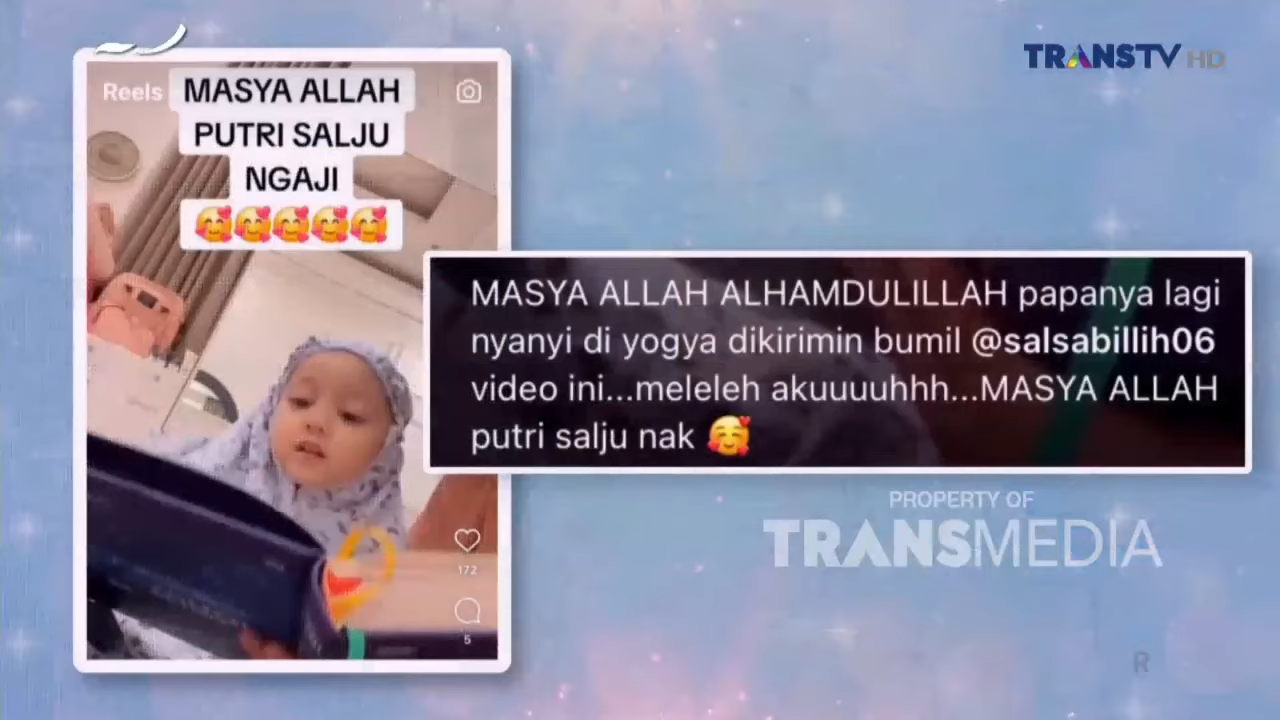 TRANSTV HD
Reels
MASYA ALLAH
PUTRI SALJU
NGAJI
🥰🥰🥰🥰🥰
172
5
MASYA ALLAH ALHAMDULILLAH papanya lagi
nyanyi di yogya dikirimin bumil @salsabillih06
video ini...meleleh akuuuuhhh...MASYA ALLAH
putri salju nak 🥰
PROPERTY OF
TRANSMEDIA
R